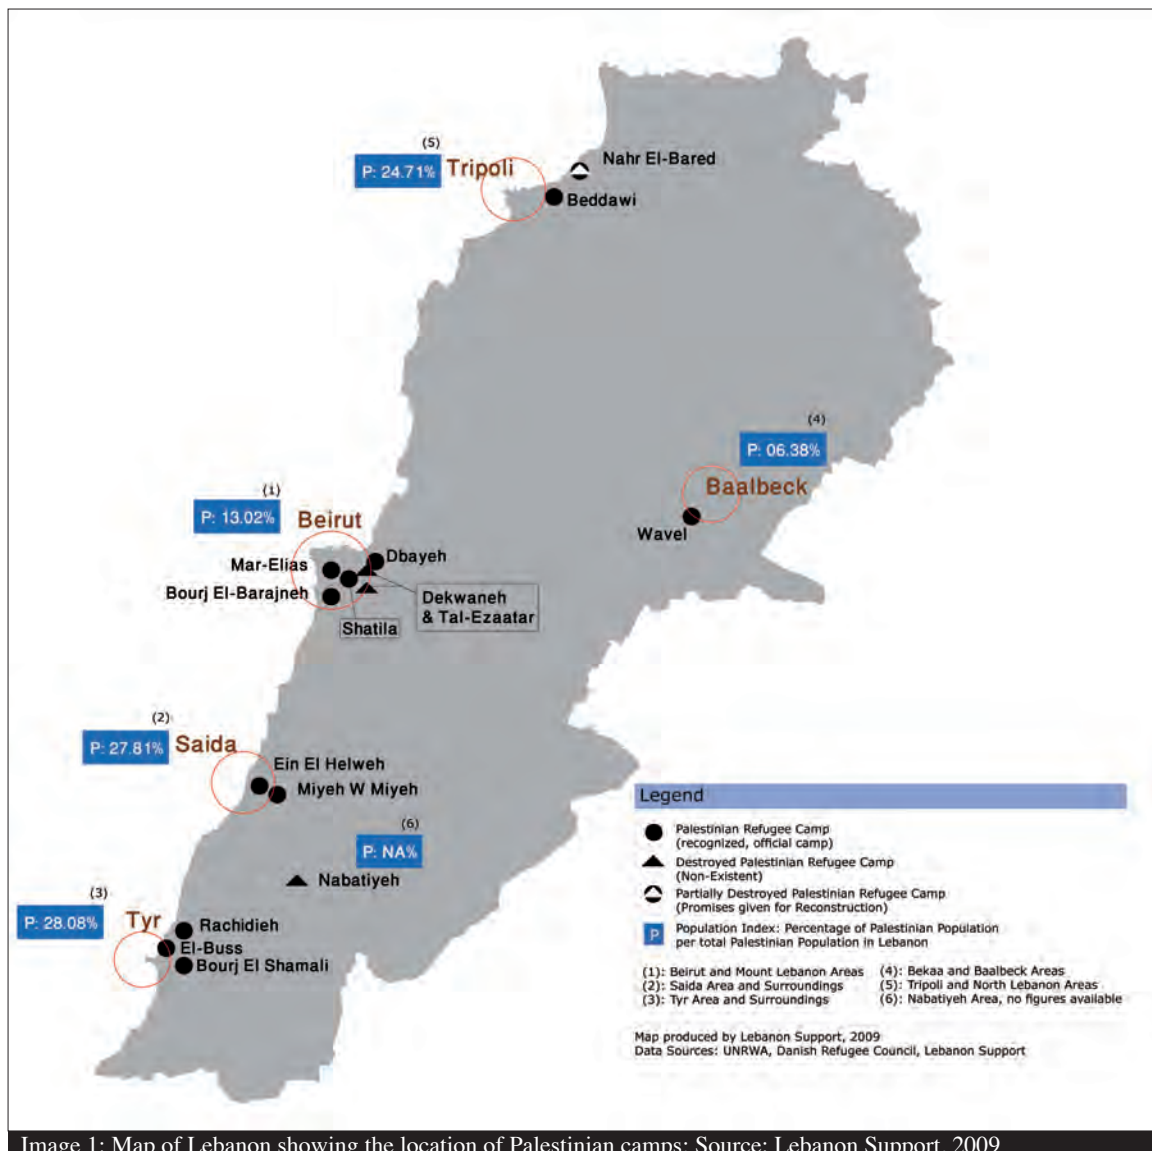 (5)
P: 24.71%
Tripoli
Nahr El-Bared
Beddawi
(4)
P: 06.38%
Baalbeck
Wavel
(1)
P: 13.02%
Beirut
Dbayeh
Mar-Elias
Bourj El-Barajneh
Dekwaneh
& Tal-Ezaatar
Shatila
(2)
P: 27.81%
Saida
Ein El Helweh
Miyeh W Miyeh
(6)
P: NA%
Nabatiyeh
(3)
P: 28.08%
Tyr
Rachidieh
El-Buss
Bourj El Shamali
Legend
Palestinian Refugee Camp
(recognized, official camp)
Destroyed Palestinian Refugee Camp
(Non-Existent)
Partially Destroyed Palestinian Refugee Camp
(Promises given for Reconstruction)
P
Population Index: Percentage of Palestinian Population
per total Palestinian Population in Lebanon
(1): Beirut and Mount Lebanon Areas
(2): Saida Area and Surroundings
(3): Tyr Area and Surroundings
(4): Bekaa and Baalbeck Areas
(5): Tripoli and North Lebanon Areas
(6): Nabatiyeh Area, no figures available
Map produced by Lebanon Support, 2009
Data Sources: UNRWA, Danish Refugee Council, Lebanon Support
Image 1: Map of Lebanon showing the location of Palestinian camps; Source: Lebanon Support, 2009